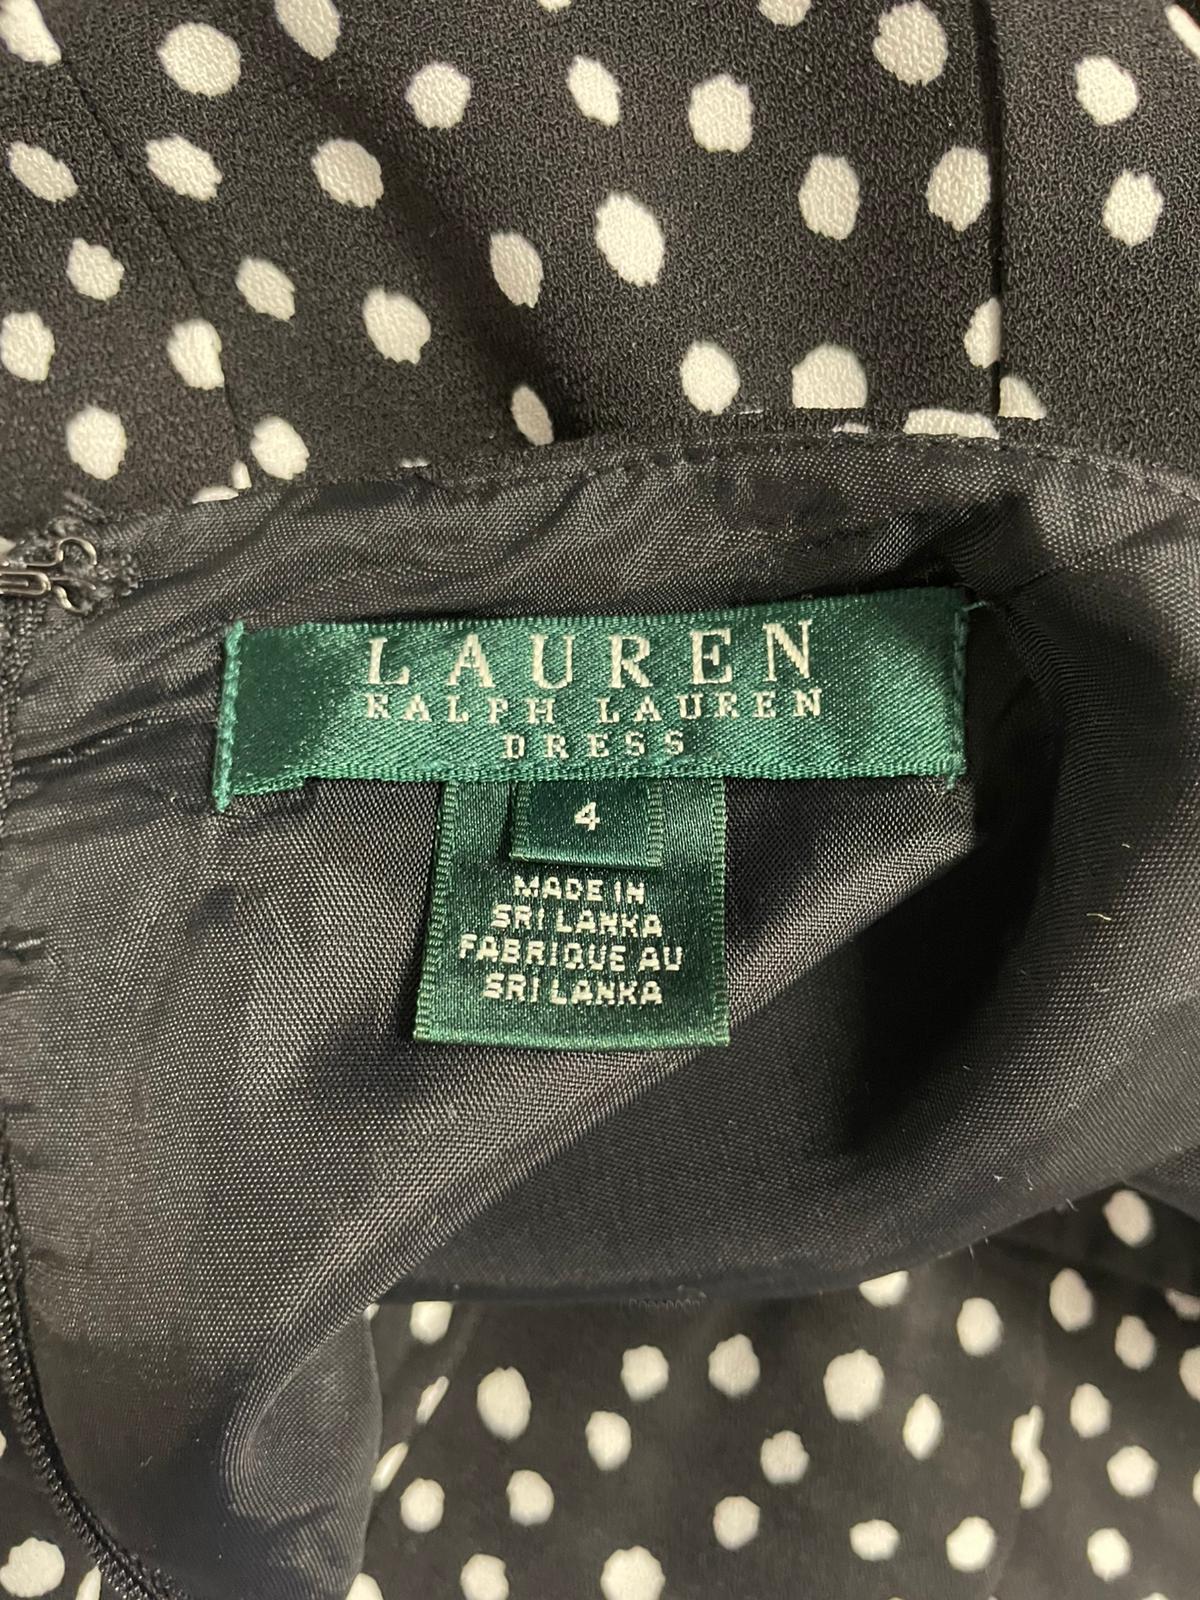 LAUREN
RALPH LAUREN
DRESS
4
MADE IN
SRI LANKA
FABRIQUE AU
SRI LANKA